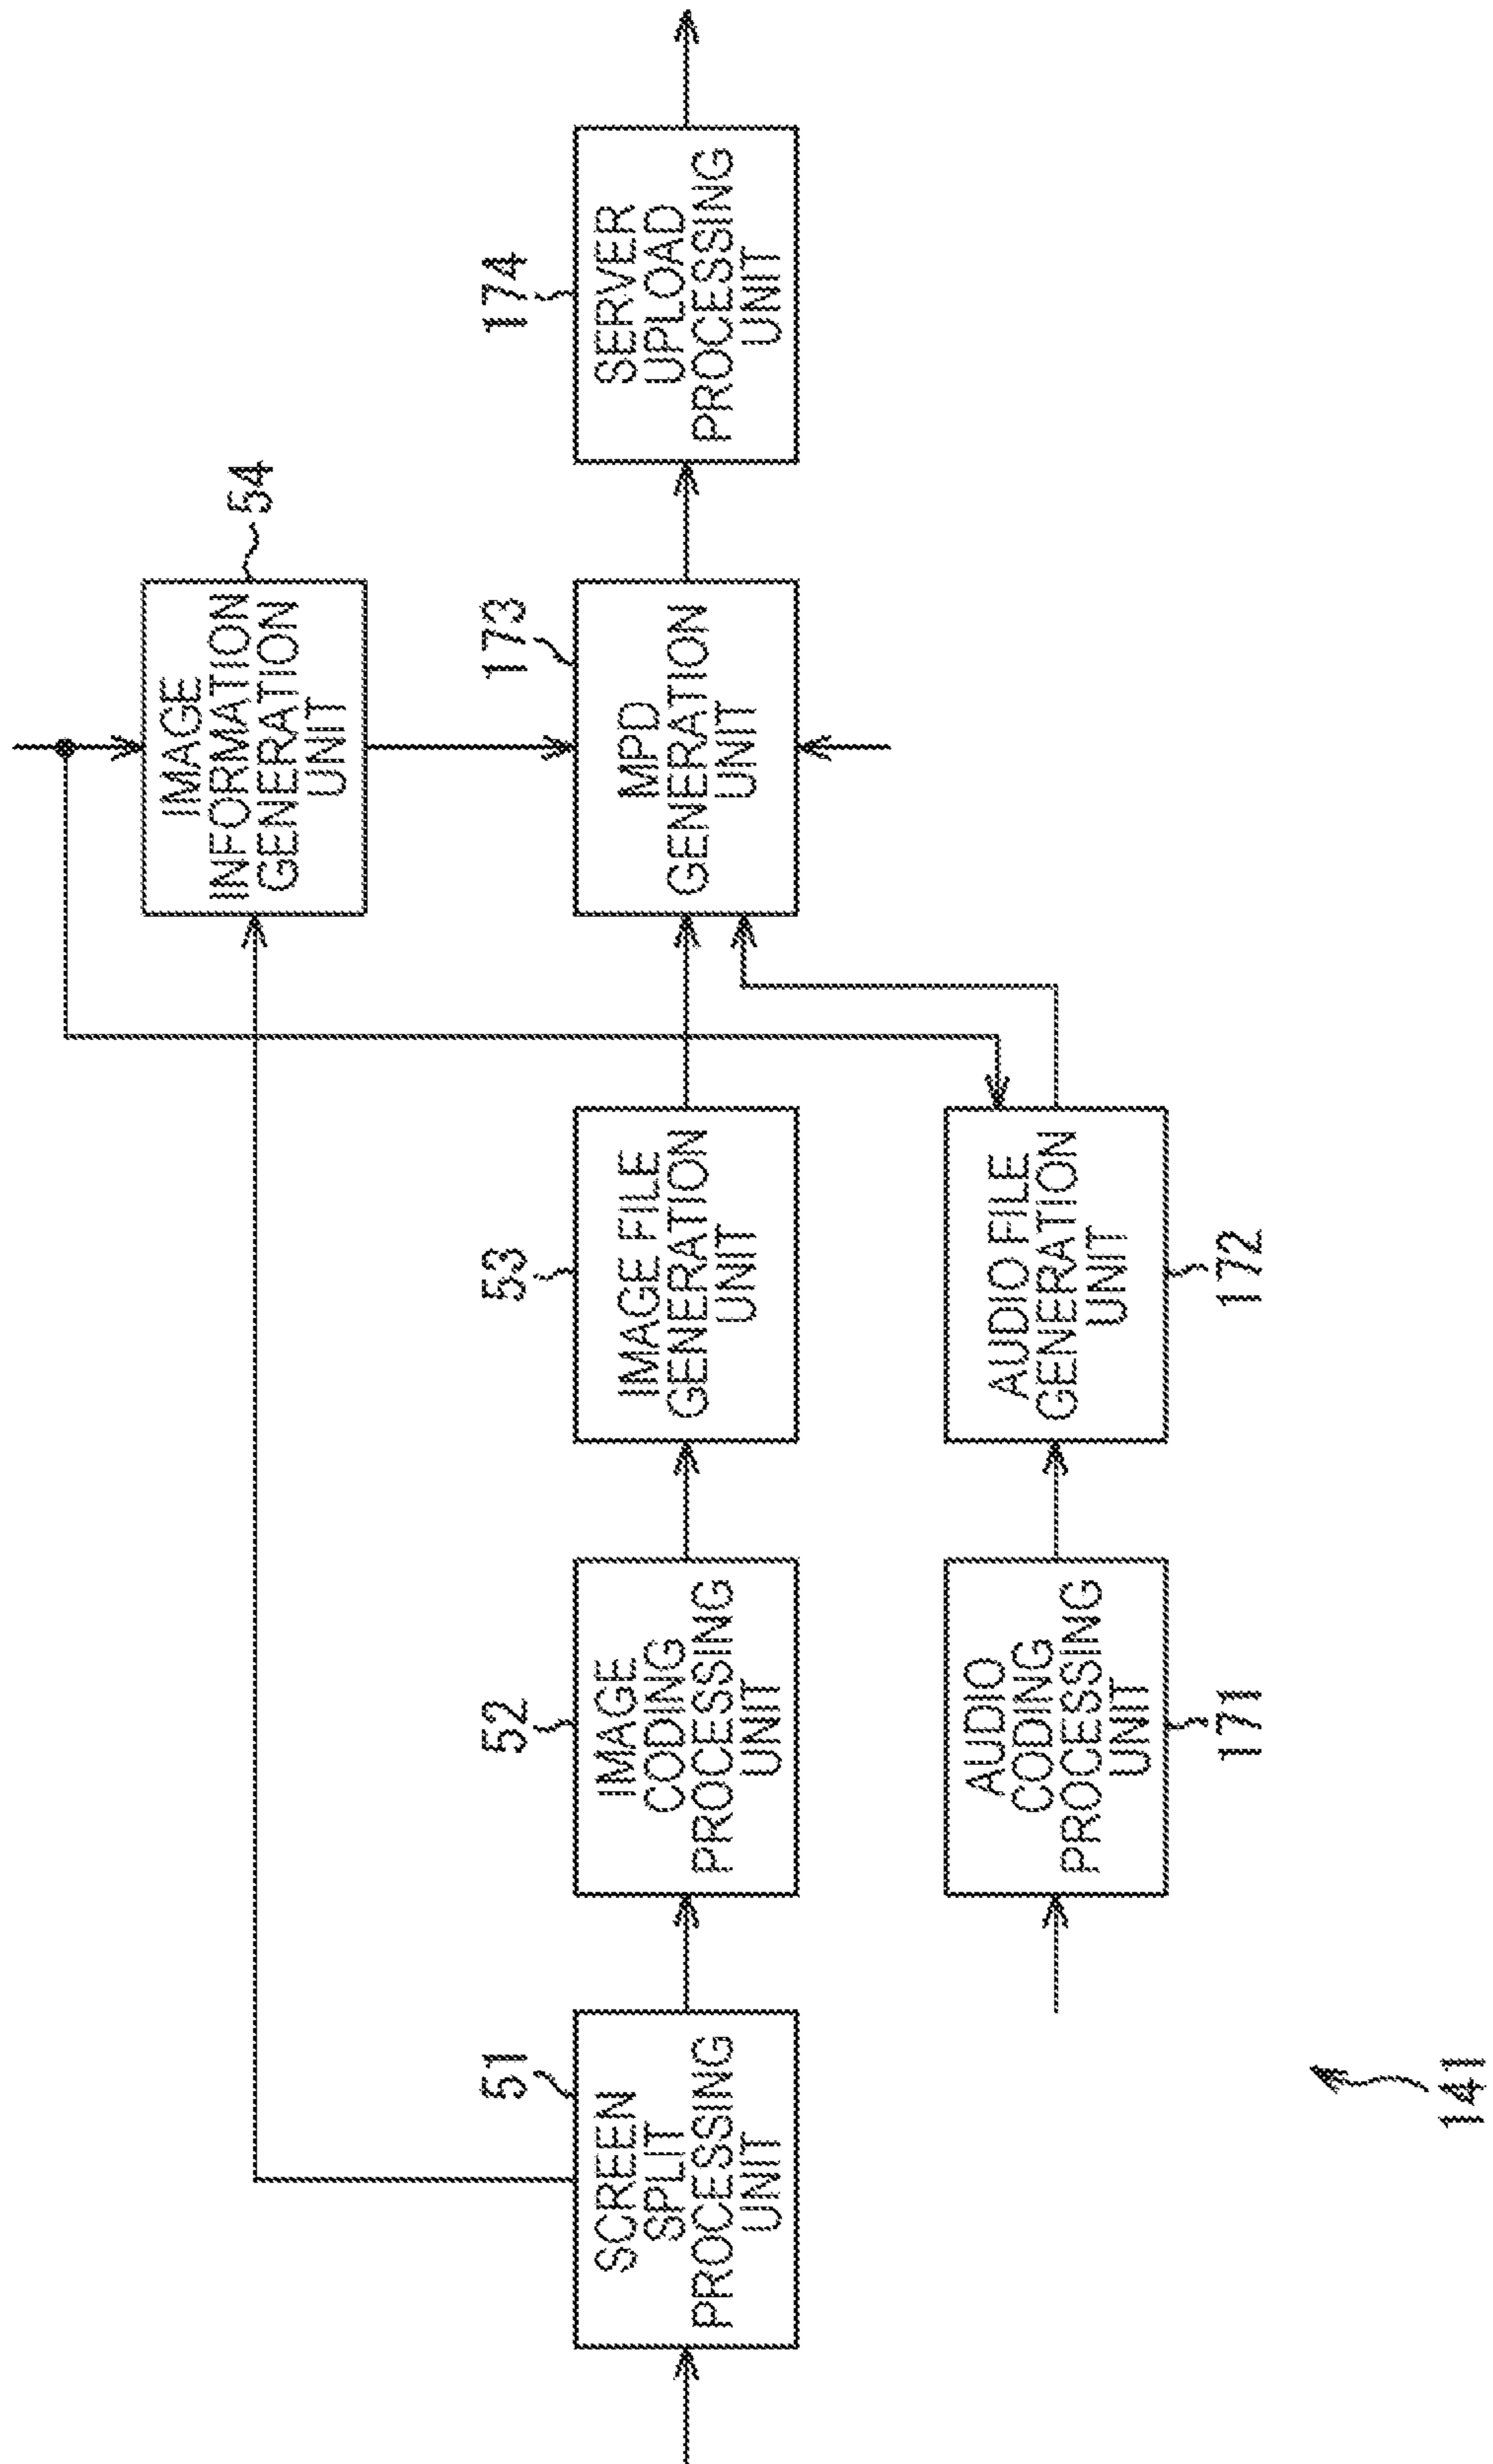 54
IMAGE
INFORMATION
GENERATION
UNIT
51
SCREEN
SPLIT
PROCESSING
UNIT
52
IMAGE
CODING
PROCESSING
UNIT
53
IMAGE FILE
GENERATION
UNIT
173
MPD
GENERATION
UNIT
174
SERVER
UPLOAD
PROCESSING
UNIT
AUDIO
CODING
PROCESSING
UNIT
171
AUDIO FILE
GENERATION
UNIT
172
141